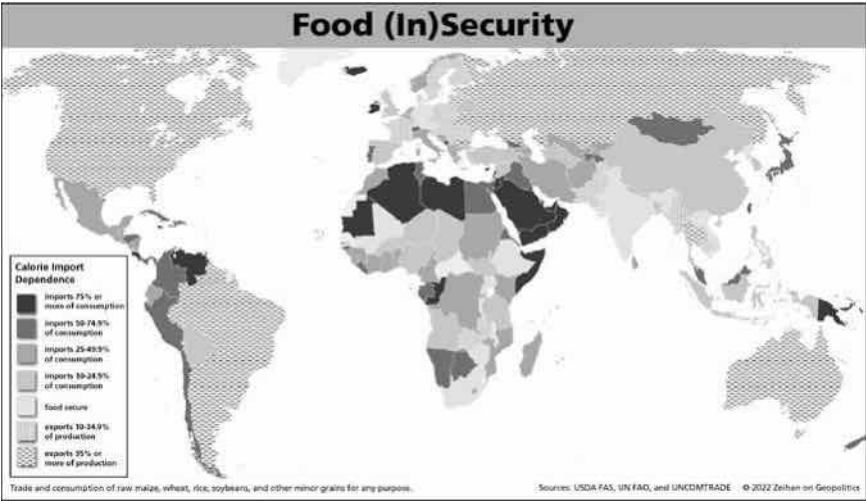 Food (In)Security
Calorie Import
Dependence
imports 75% or
more of consumption
imports 50-74.9%
of consumption
imports 25-49.9%
of consumption
imports 10-24.9%
of consumption
food secure
exports 10-34.9%
of production
exports 35% or
more of production
Trade and consumption of raw maize, wheat, rice, soybeans, and other minor grains for any purpose.
Sources: USDA FAS, UN FAO, and UNCOMTRADE © 2022 Zeihan on Geopolitics